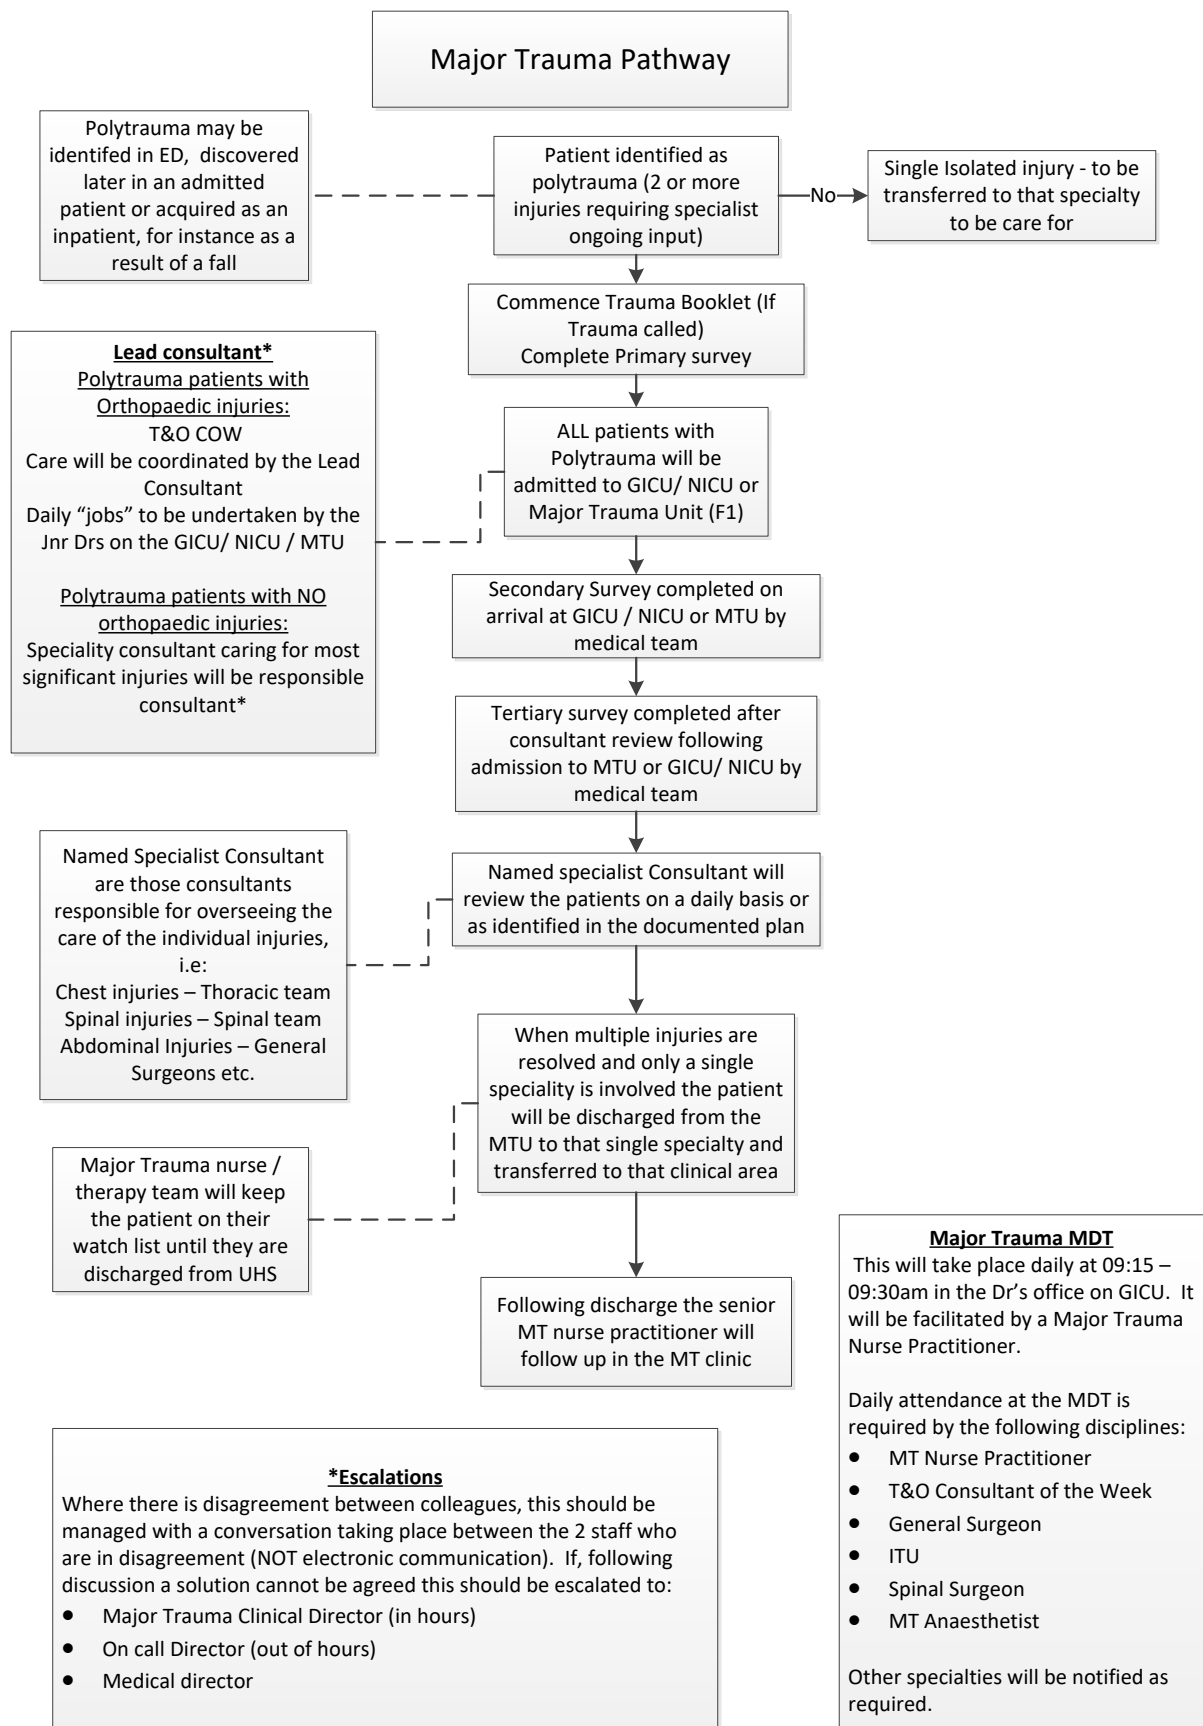 Major Trauma Pathway
Polytrauma may be
identifed in ED,  discovered
later in an admitted
patient or acquired as an
inpatient, for instance as a
result of a fall
Patient identified as
polytrauma (2 or more
injuries requiring specialist
ongoing input)
No
Single Isolated injury - to be
transferred to that specialty
to be care for
Commence Trauma Booklet (If
Trauma called)
Complete Primary survey
Lead consultant*
Polytrauma patients with
Orthopaedic injuries:
T&O COW
Care will be coordinated by the Lead
Consultant
Daily “jobs” to be undertaken by the
Jnr Drs on the GICU/ NICU / MTU
Polytrauma patients with NO
orthopaedic injuries:
Speciality consultant caring for most
significant injuries will be responsible
consultant*
ALL patients with
Polytrauma will be
admitted to GICU/ NICU or
Major Trauma Unit (F1)
Secondary Survey completed on
arrival at GICU / NICU or MTU by
medical team
Tertiary survey completed after
consultant review following
admission to MTU or GICU/ NICU by
medical team
Named Specialist Consultant
are those consultants
responsible for overseeing the
care of the individual injuries,
i.e:
Chest injuries – Thoracic team
Spinal injuries – Spinal team
Abdominal Injuries – General
Surgeons etc.
Named specialist Consultant will
review the patients on a daily basis or
as identified in the documented plan
When multiple injuries are
resolved and only a single
speciality is involved the patient
will be discharged from the
MTU to that single specialty and
transferred to that clinical area
Major Trauma nurse /
therapy team will keep
the patient on their
watch list until they are
discharged from UHS
Following discharge the senior
MT nurse practitioner will
follow up in the MT clinic
Major Trauma MDT
This will take place daily at 09:15 –
09:30am in the Dr’s office on GICU.  It
will be facilitated by a Major Trauma
Nurse Practitioner.
Daily attendance at the MDT is
required by the following disciplines:
• MT Nurse Practitioner
• T&O Consultant of the Week
• General Surgeon
• ITU
• Spinal Surgeon
• MT Anaesthetist
Other specialties will be notified as
required.
*Escalations
Where there is disagreement between colleagues, this should be
managed with a conversation taking place between the 2 staff who
are in disagreement (NOT electronic communication).  If, following
discussion a solution cannot be agreed this should be escalated to:
• Major Trauma Clinical Director (in hours)
• On call Director (out of hours)
• Medical director